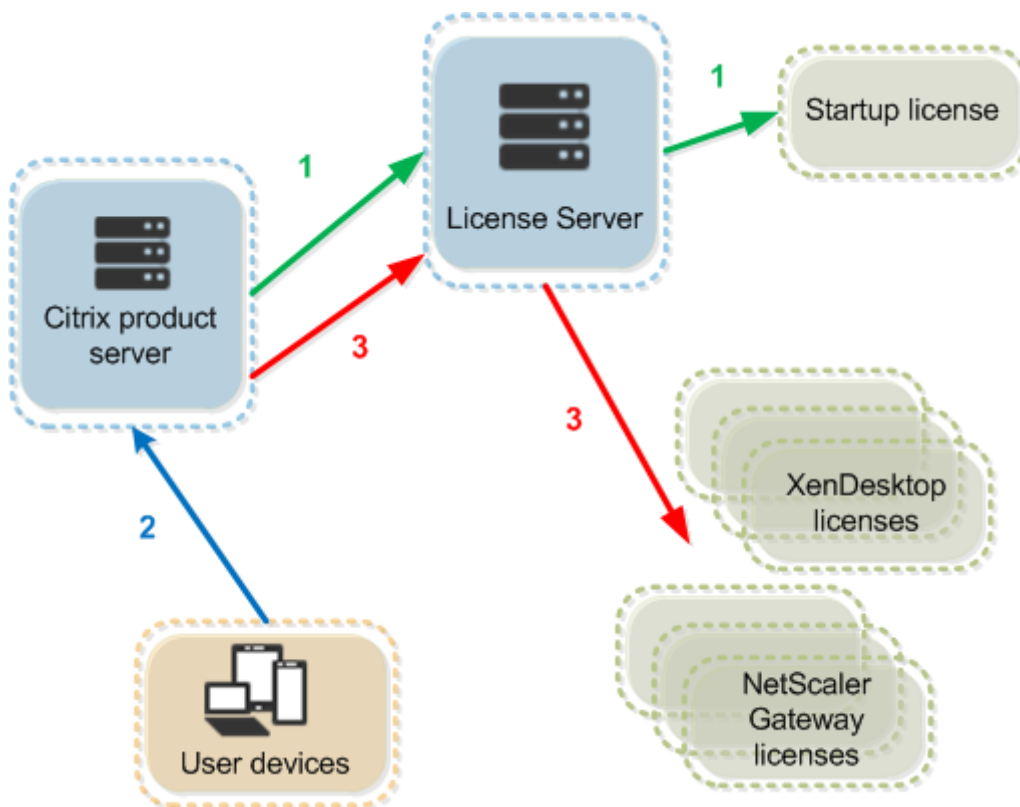 1
Startup license
1
License Server
Citrix product
server
3
3
XenDesktop
licenses
2
NetScaler
Gateway
licenses
User devices